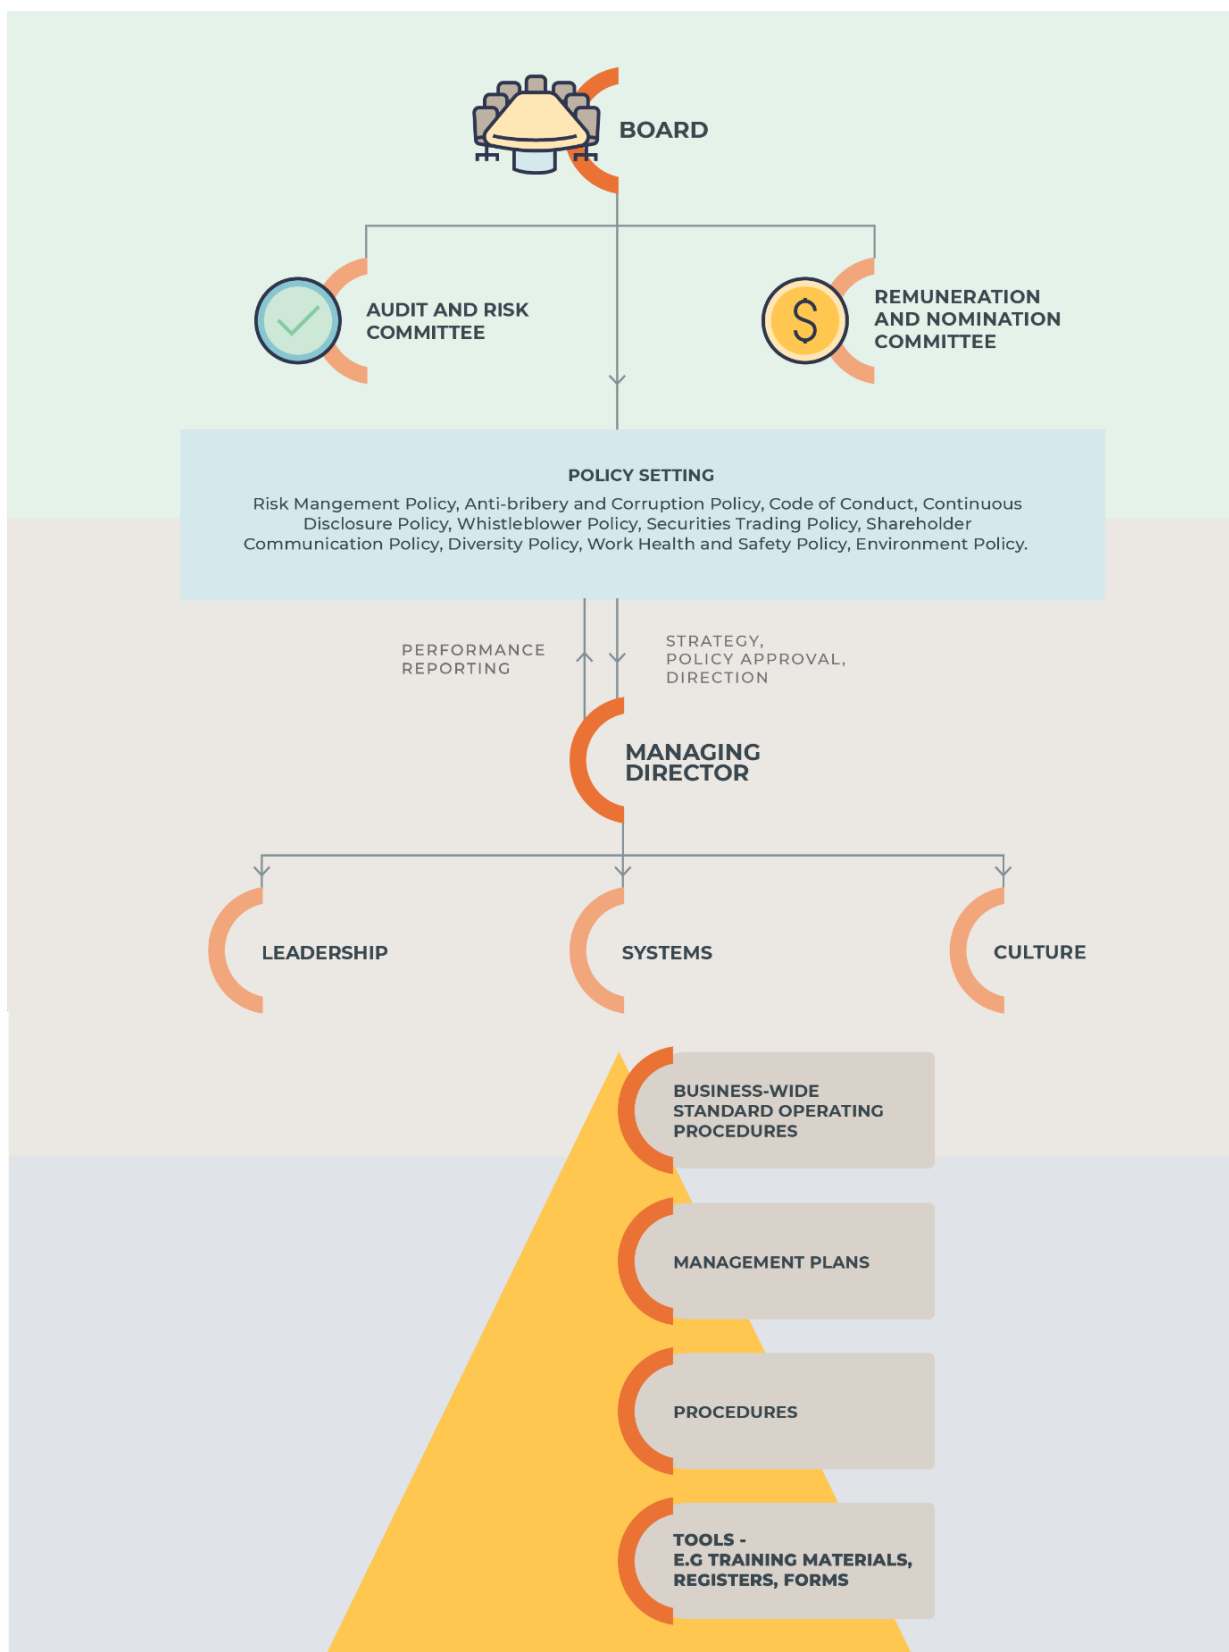 BOARD
AUDIT AND RISK
COMMITTEE
REMUNERATION
AND NOMINATION
COMMITTEE
POLICY SETTING
Risk Mangement Policy, Anti-bribery and Corruption Policy, Code of Conduct, Continuous
Disclosure Policy, Whistleblower Policy, Securities Trading Policy, Shareholder
Communication Policy, Diversity Policy, Work Health and Safety Policy, Environment Policy.
PERFORMANCE
REPORTING
STRATEGY,
POLICY APPROVAL,
DIRECTION
MANAGING
DIRECTOR
LEADERSHIP
SYSTEMS
CULTURE
BUSINESS-WIDE
STANDARD OPERATING
PROCEDURES
MANAGEMENT PLANS
PROCEDURES
TOOLS -
E.G TRAINING MATERIALS,
REGISTERS, FORMS